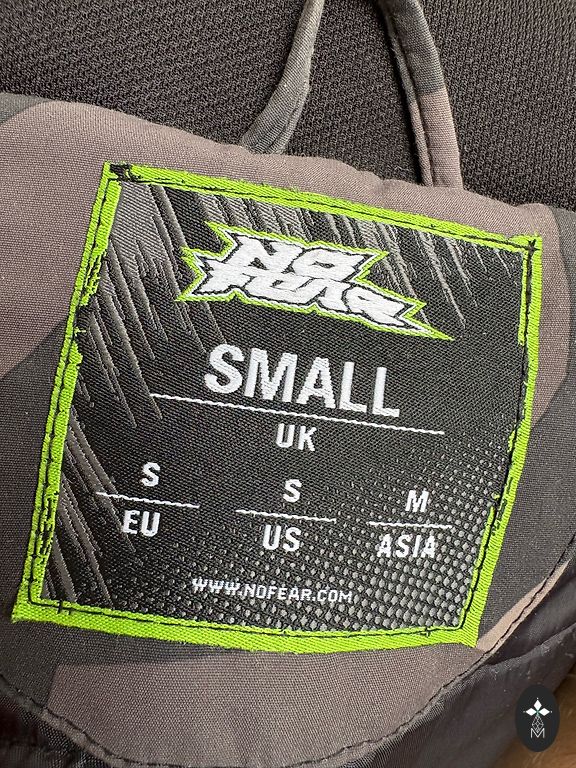 NO
FEAR
SMALL
UK
S S M
EU US ASIA
WWW.NOFEAR.COM
M